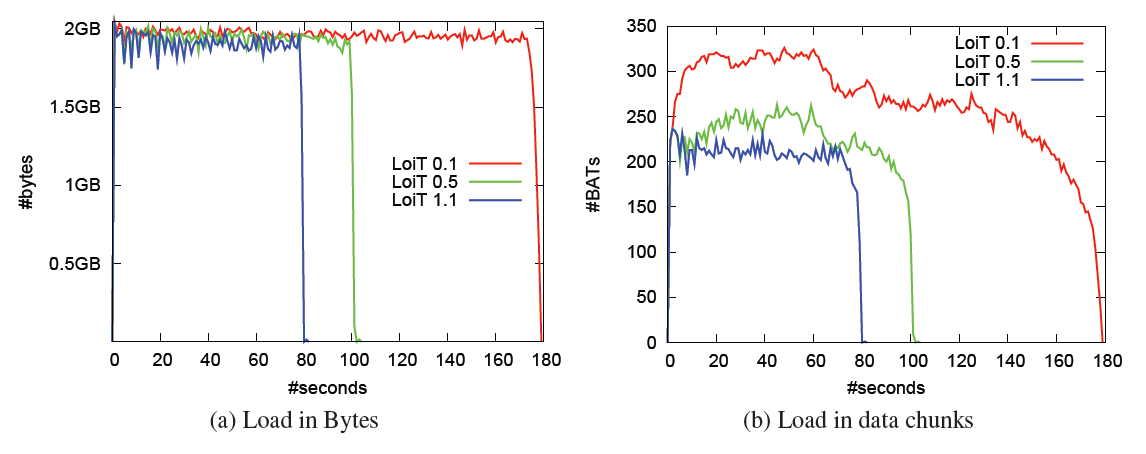 2GB
1.5GB
1GB
0.5GB
#bytes
LoiT 0.1
LoiT 0.5
LoiT 1.1
0 20 40 60 80 100 120 140 160 180
#seconds
(a) Load in Bytes
350
300
250
200
150
100
50
0
#BATs
LoiT 0.1
LoiT 0.5
LoiT 1.1
0 20 40 60 80 100 120 140 160 180
#seconds
(b) Load in data chunks